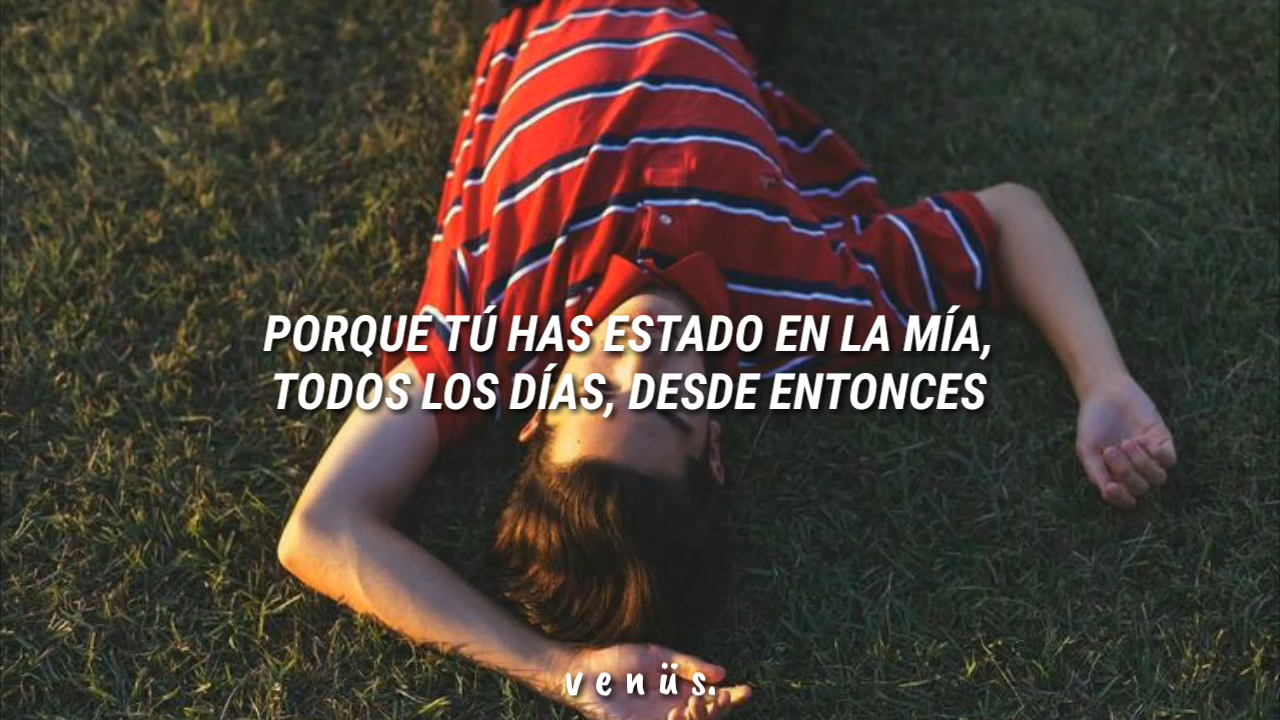 PORQUE TÚ HAS ESTADO EN LA MÍA,
TODOS LOS DÍAS, DESDE ENTONCES
v e n ü s.